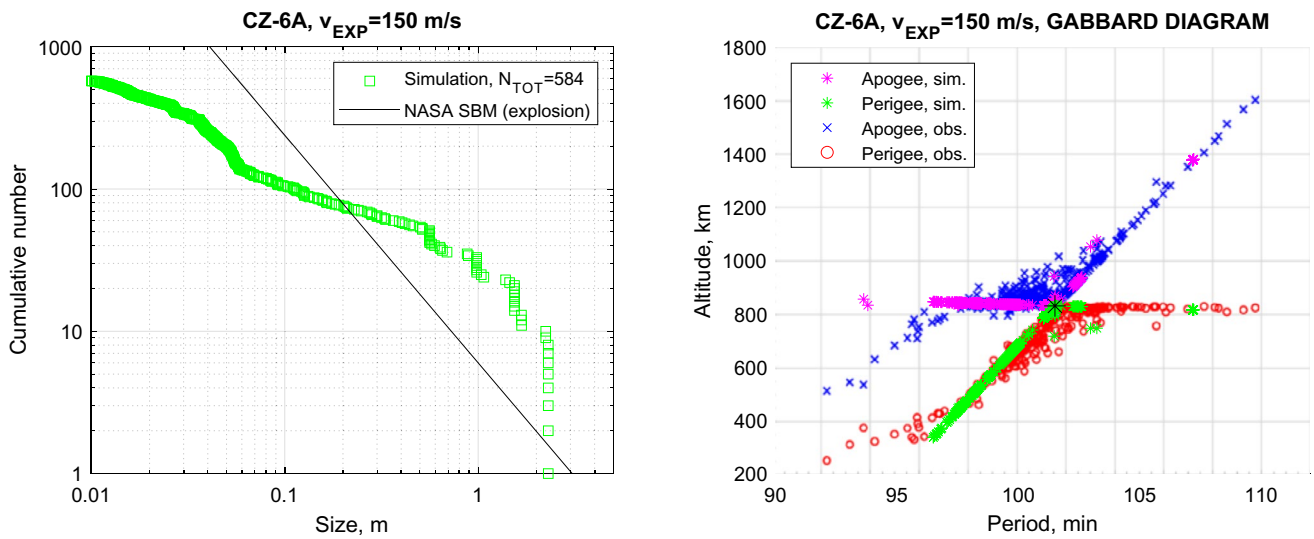 CZ-6A, vEXP=150 m/s
1000
100
10
1
Cumulative number
0.01
0.1
1
Size, m
Simulation, NTOT=584
NASA SBM (explosion)
CZ-6A, vEXP=150 m/s, GABBARD DIAGRAM
1800
1600
1400
1200
1000
800
600
400
200
Altitude, km
90
95
100
105
110
Period, min
Apogee, sim.
Perigee, sim.
Apogee, obs.
Perigee, obs.